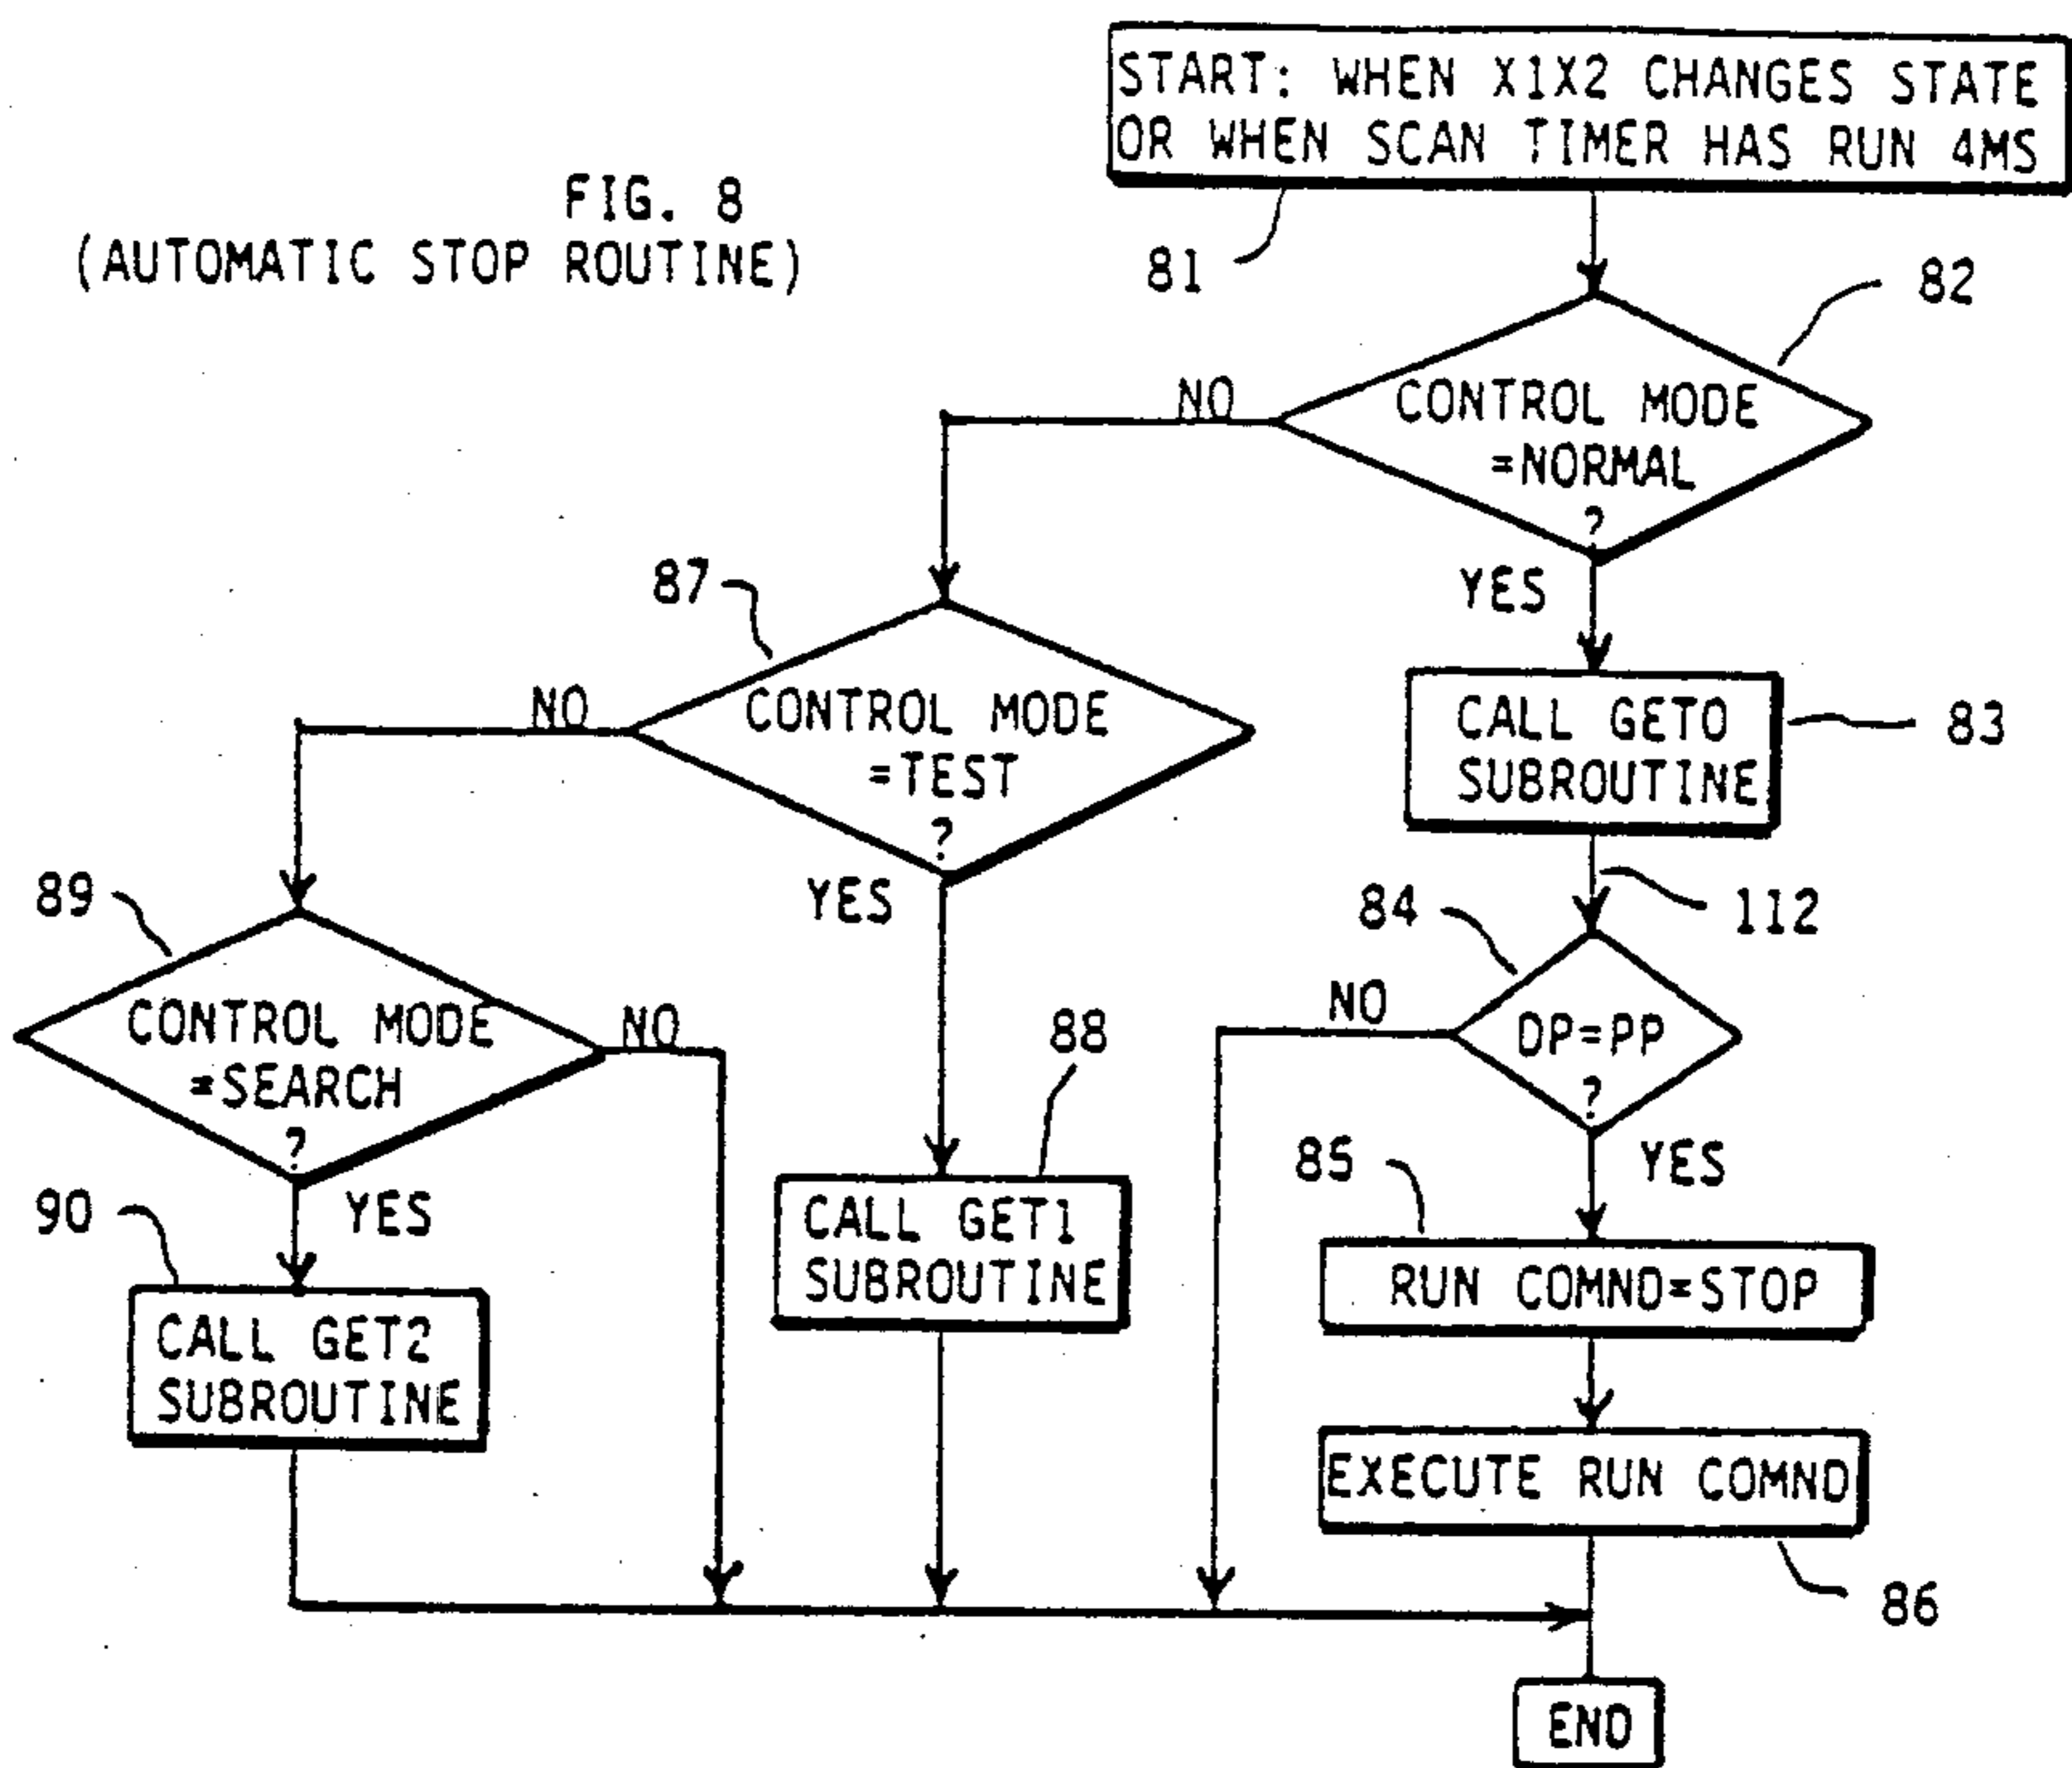 START: WHEN X1X2 CHANGES STATE
OR WHEN SCAN TIMER HAS RUN 4MS
FIG. 8
(AUTOMATIC STOP ROUTINE)
81
82
CONTROL MODE
=NORMAL
?
NO
YES
87
CONTROL MODE
=TEST
?
NO
YES
CALL GET0
SUBROUTINE
83
112
89
CONTROL MODE
=SEARCH
?
NO
YES
84
DP=PP
?
NO
YES
88
CALL GET1
SUBROUTINE
90
CALL GET2
SUBROUTINE
85
RUN COMND=STOP
EXECUTE RUN COMND
86
END